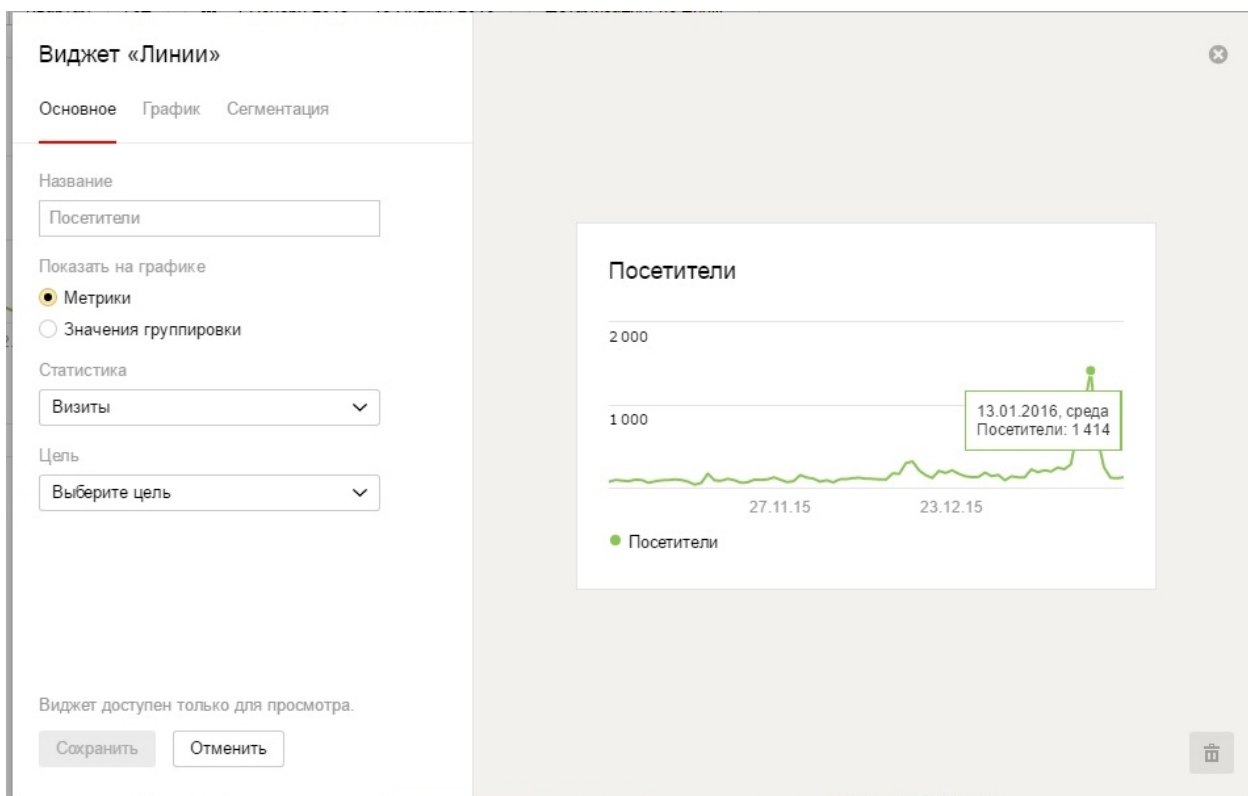 Виджет «Линии»
Основное График Сегментация
Название
Посетители
Показать на графике
Метрики
Значения группировки
Статистика
Визиты
Цель
Выберите цель
Виджет доступен только для просмотра.
Сохранить Отменить
Посетители
2 000
1 000
13.01.2016, среда
Посетители: 1 414
27.11.15 23.12.15
Посетители